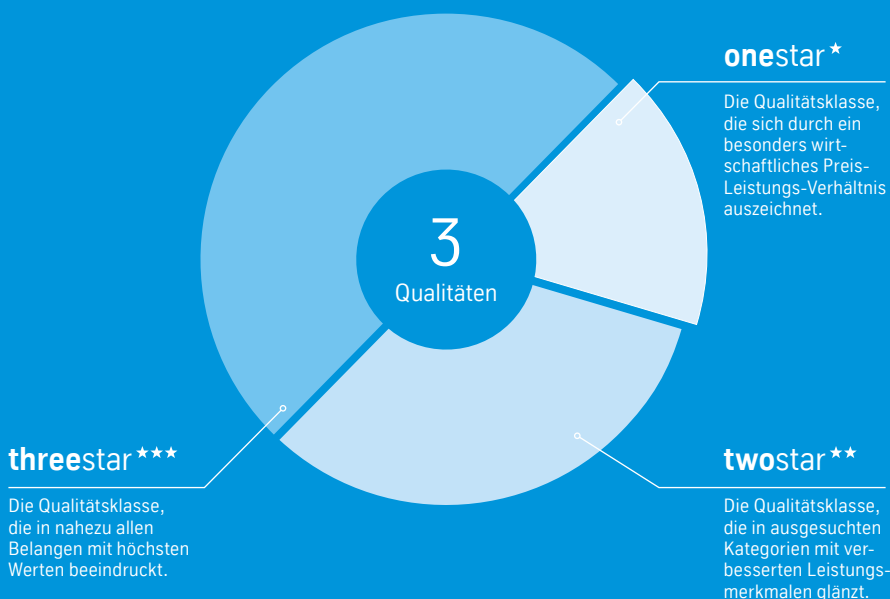 onestar ★
Die Qualitätsklasse,
die sich durch ein
besonders wirt-
schaftliches Preis-
Leistungs-Verhältnis
auszeichnet.
3
Qualitäten
threestar ★★★
Die Qualitätsklasse,
die in nahezu allen
Belangen mit höchsten
Werten beeindruckt.
twostar ★★
Die Qualitätsklasse,
die in ausgesuchten
Kategorien mit ver-
besserten Leistungs-
merkmalen glänzt.